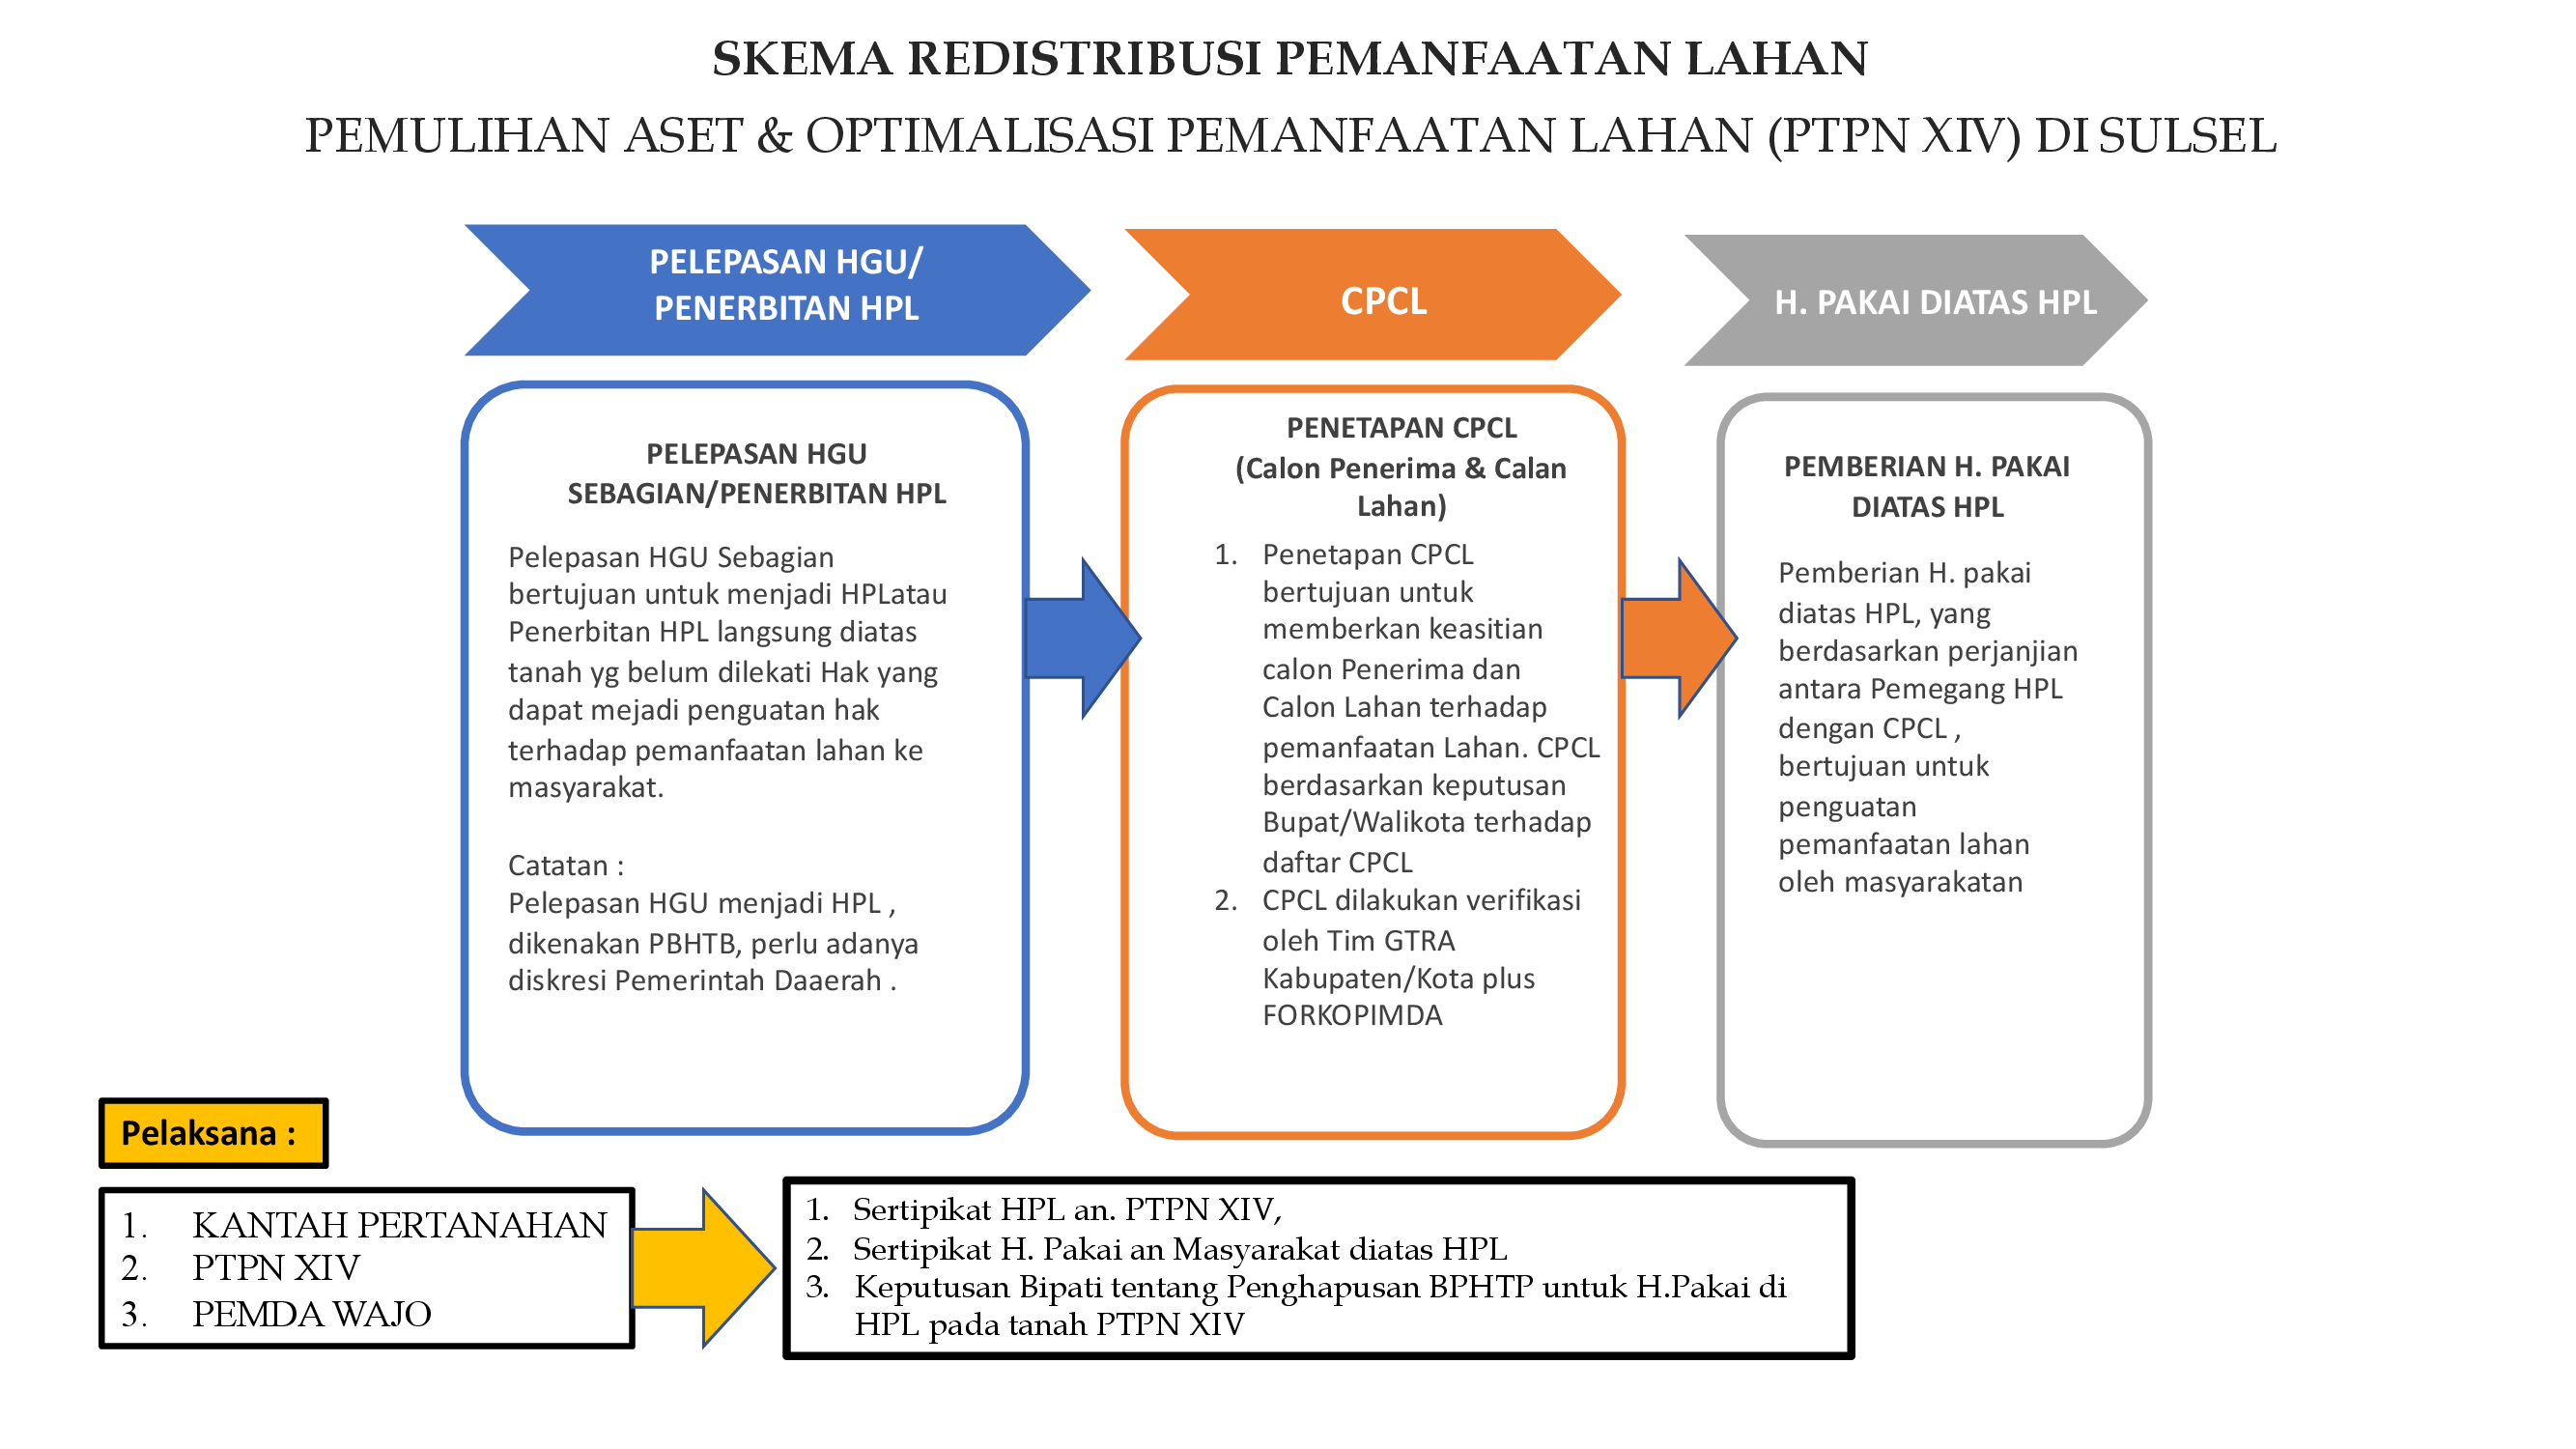 SKEMA REDISTRIBUSI PEMANFAATAN LAHAN
PEMULIHAN ASET & OPTIMALISASI PEMANFAATAN LAHAN (PTPN XIV) DI SULSEL
PELEPASAN HGU/
PENERBITAN HPL
CPCL
H. PAKAI DIATAS HPL
PELEPASAN HGU
SEBAGIAN/PENERBITAN HPL
Pelepasan HGU Sebagian
bertujuan untuk menjadi HPLatau
Penerbitan HPL langsung diatas
tanah yg belum dilekati Hak yang
dapat mejadi penguatan hak
terhadap pemanfaatan lahan ke
masyarakat.
Catatan :
Pelepasan HGU menjadi HPL ,
dikenakan PBHTB, perlu adanya
diskresi Pemerintah Daaerah .
PENETAPAN CPCL
(Calon Penerima & Calan
Lahan)
1. Penetapan CPCL
bertujuan untuk
memberkan keasitian
calon Penerima dan
Calon Lahan terhadap
pemanfaatan Lahan. CPCL
berdasarkan keputusan
Bupat/Walikota terhadap
daftar CPCL
2. CPCL dilakukan verifikasi
oleh Tim GTRA
Kabupaten/Kota plus
FORKOPIMDA
PEMBERIAN H. PAKAI
DIATAS HPL
Pemberian H. pakai
diatas HPL, yang
berdasarkan perjanjian
antara Pemegang HPL
dengan CPCL ,
bertujuan untuk
penguatan
pemanfaatan lahan
oleh masyarakatan
Pelaksana :
1. KANTAH PERTANAHAN
2. PTPN XIV
3. PEMDA WAJO
1. Sertipikat HPL an. PTPN XIV,
2. Sertipikat H. Pakai an Masyarakat diatas HPL
3. Keputusan Bipati tentang Penghapusan BPHTP untuk H.Pakai di
HPL pada tanah PTPN XIV